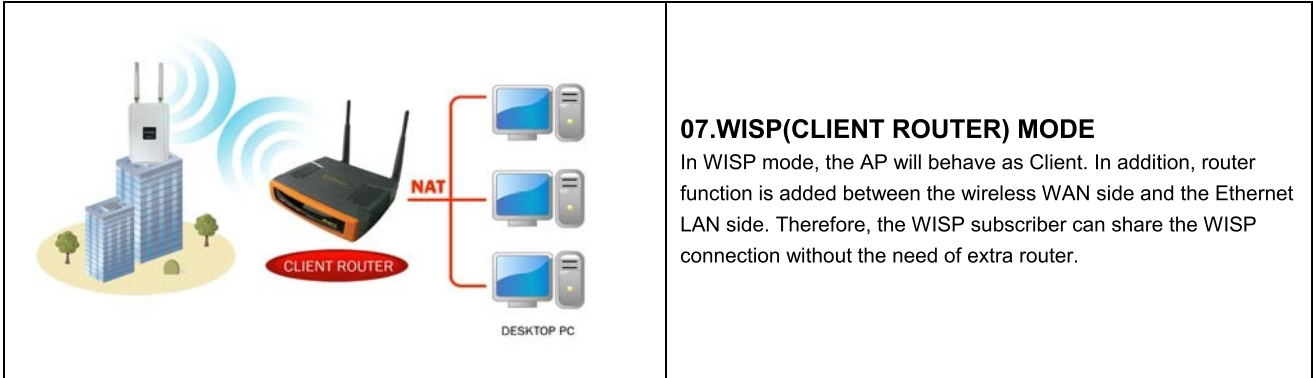 NAT
CLIENT ROUTER
DESKTOP PC
07.WISP(CLIENT ROUTER) MODE
In WISP mode, the AP will behave as Client. In addition, router
function is added between the wireless WAN side and the Ethernet
LAN side. Therefore, the WISP subscriber can share the WISP
connection without the need of extra router.